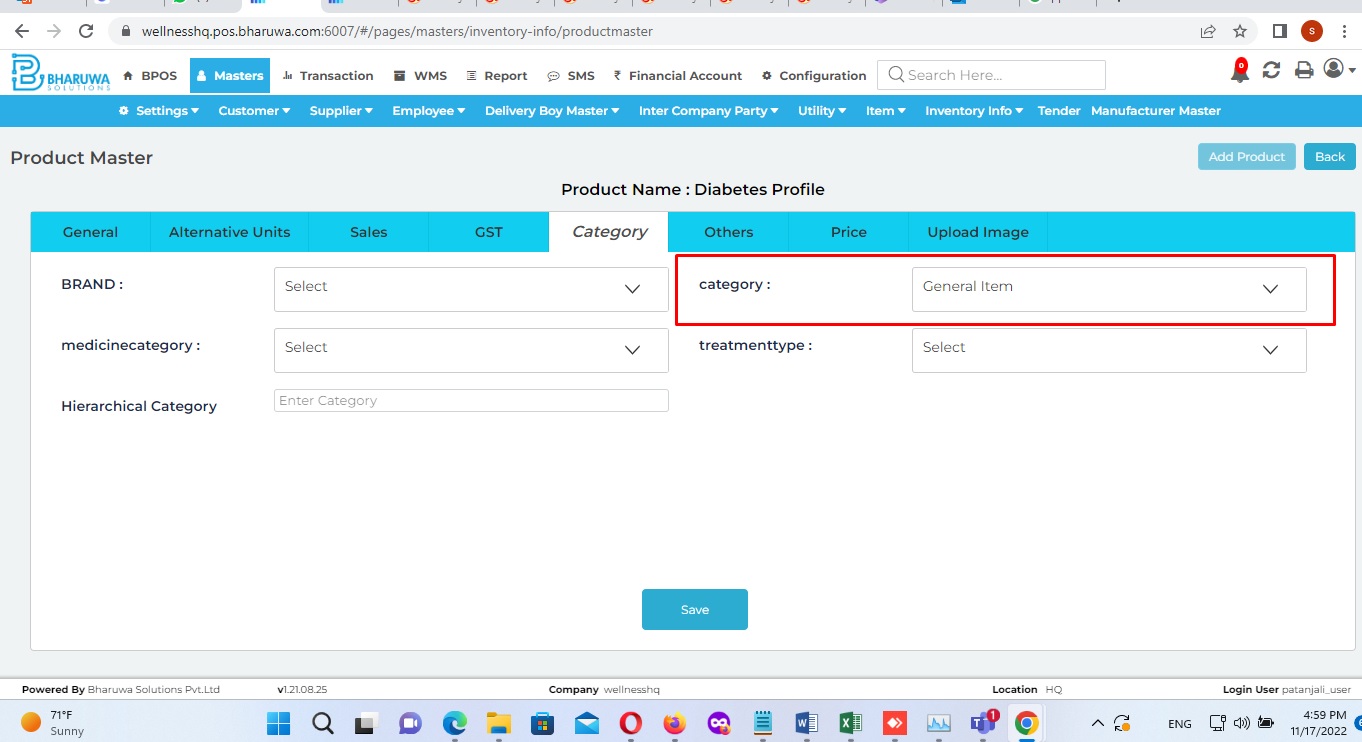 wellnesshq.pos.bharuwa.com:6007/#/pages/masters/inventory-info/productmaster
S
BHARUWA
SOLUTIONS
BPOS Masters Transaction WMS Report SMS ₹ Financial Account Configuration Search Here... 0
Settings Customer Supplier Employee Delivery Boy Master Inter Company Party Utility Item Inventory Info Tender Manufacturer Master
Product Master Add Product Back
Product Name : Diabetes Profile
General Alternative Units Sales GST Category Others Price Upload Image
BRAND : Select category : General Item
medicinecategory : Select treatmenttype : Select
Hierarchical Category Enter Category
Save
Powered By Bharuwa Solutions Pvt.Ltd v1.21.08.25 Company wellnesshq Location HQ Login User patanjali_user
71°F
Sunny
1
ENG
4:59 PM
11/17/2022